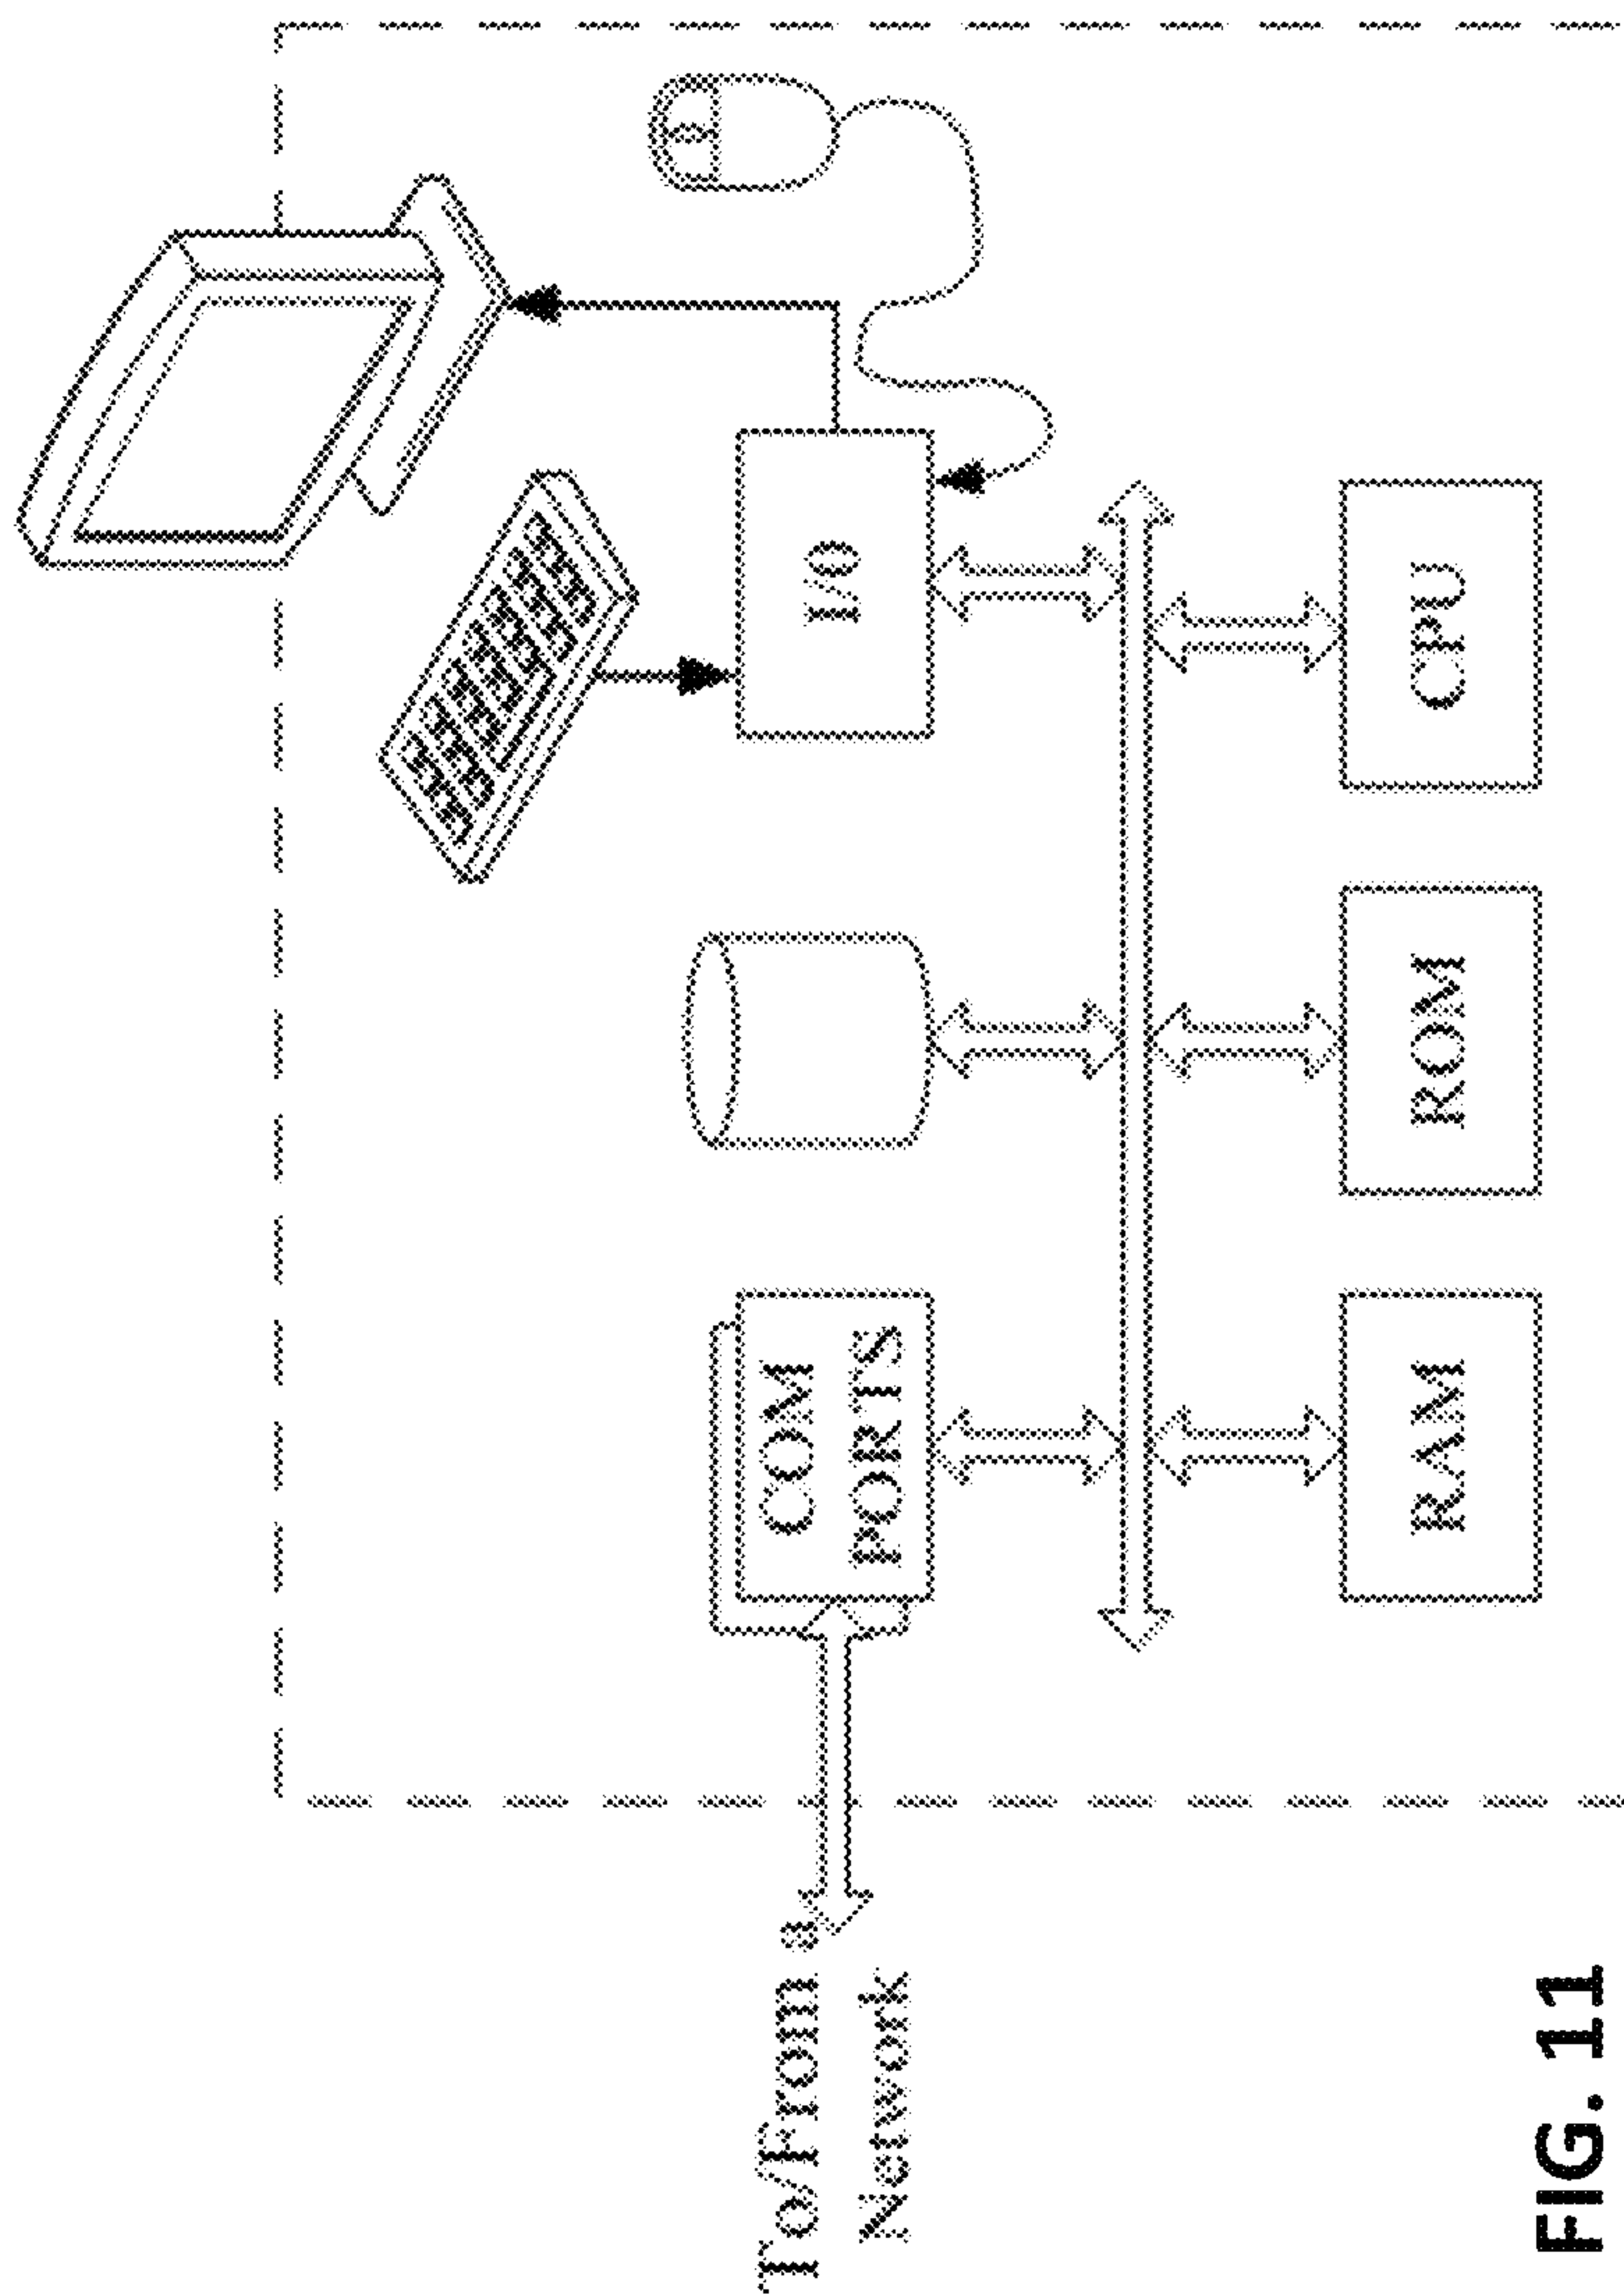 To/From a
Network
COM
PORTS
I/O
RAM
ROM
CPU
FIG. 11